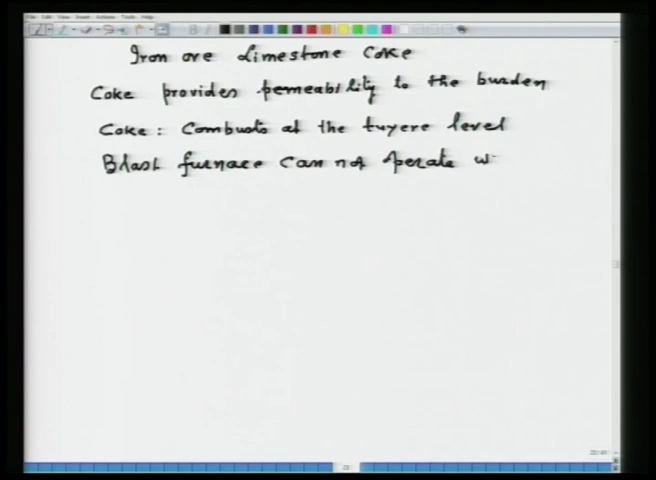 Iron ore Limestone Coke
Coke provides pemeability to the burden
Coke: Combusts at the tuyere level
Blast furnace can not operate w